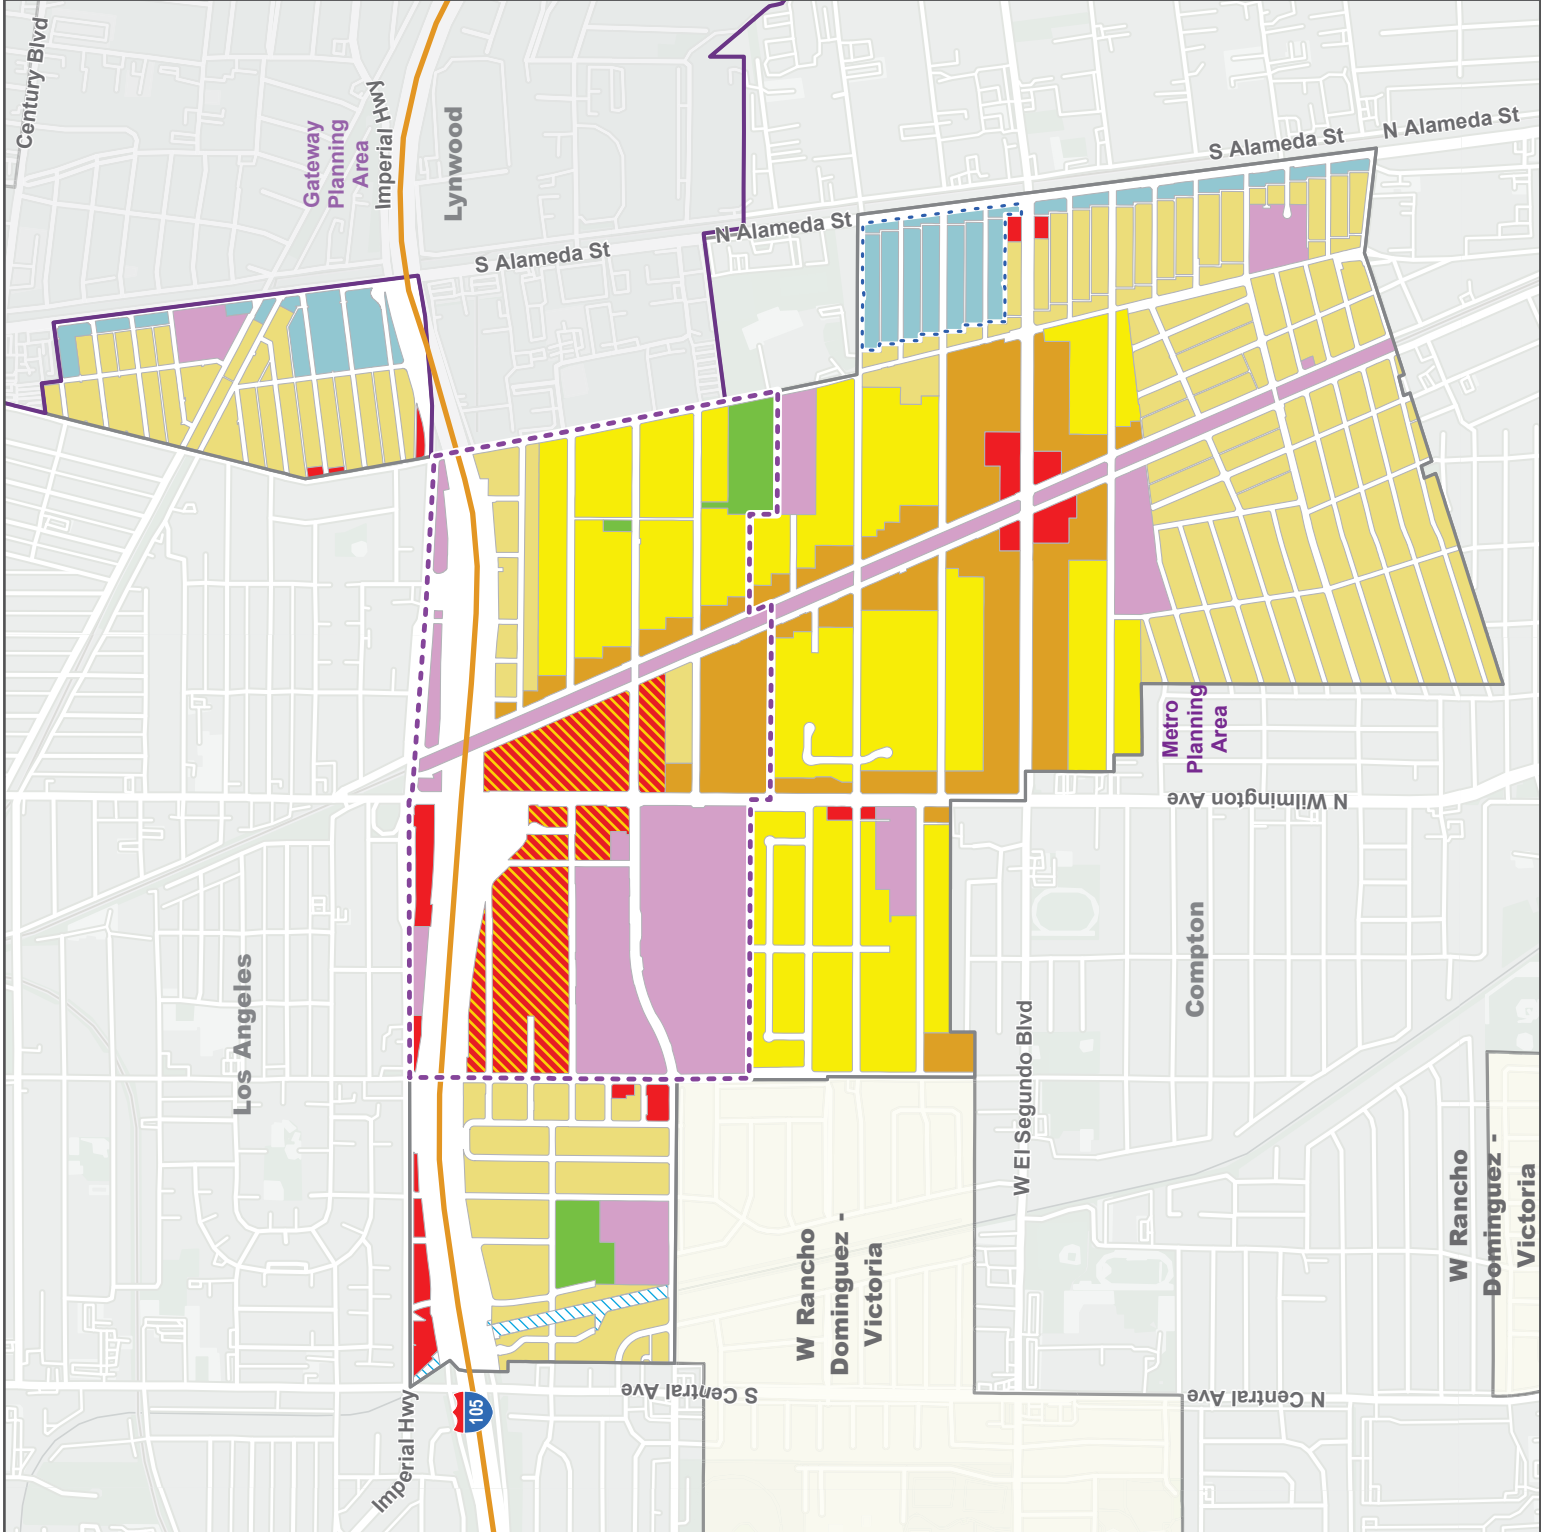 Century Blvd
Gateway
Planning
Area
Imperial Hwy
Lynwood
S Alameda St
N Alameda St
S Alameda St
N Alameda St
Metro
Planning
Area
N Wilmington Ave
Los Angeles
Compton
W El Segundo Blvd
W Rancho
Dominguez -
Victoria
W Rancho
Dominguez -
Victoria
S Central Ave
N Central Ave
Imperial Hwy
105